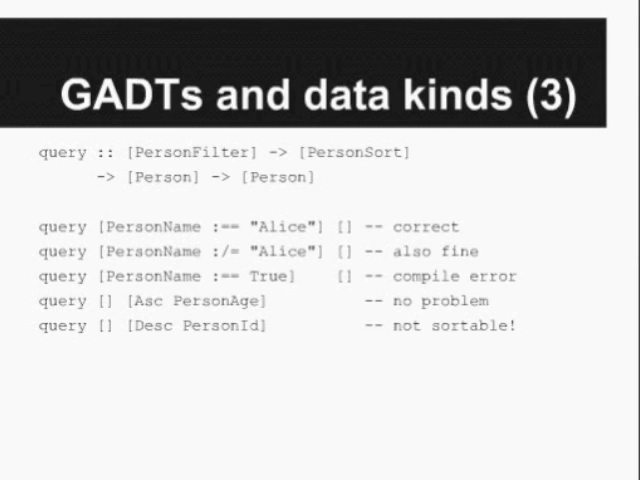 GADTs and data kinds (3)
query :: [PersonFilter] -> [PersonSort]
-> [Person] -> [Person]
query [PersonName :== "Alice"] [] -- correct
query [PersonName :/= "Alice"] [] -- also fine
query [PersonName :== True] [] -- compile error
query [] [Asc PersonAge] -- no problem
query [] [Desc PersonId] -- not sortable!